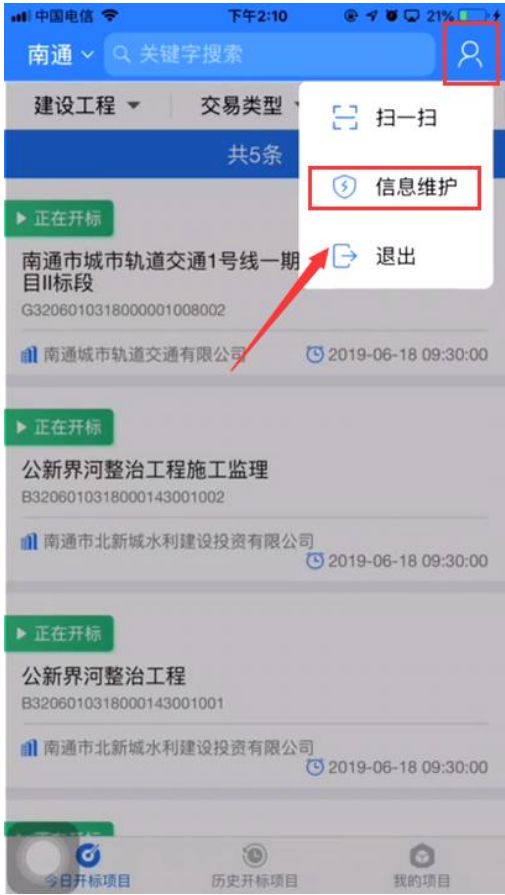 中国电信 下午2:10 21%
南通 关键字搜索
建设工程 交易类型
扫一扫
共5条
信息维护
正在开标
退出
南通市城市轨道交通1号线一期
目II标段
G3206010318000001008002
南通城市轨道交通有限公司 2019-06-18 09:30:00
正在开标
公新界河整治工程施工监理
B3206010318000143001002
南通市北新城水利建设投资有限公司
2019-06-18 09:30:00
正在开标
公新界河整治工程
B3206010318000143001001
南通市北新城水利建设投资有限公司
2019-06-18 09:30:00
今日开标项目 历史开标项目 我的项目